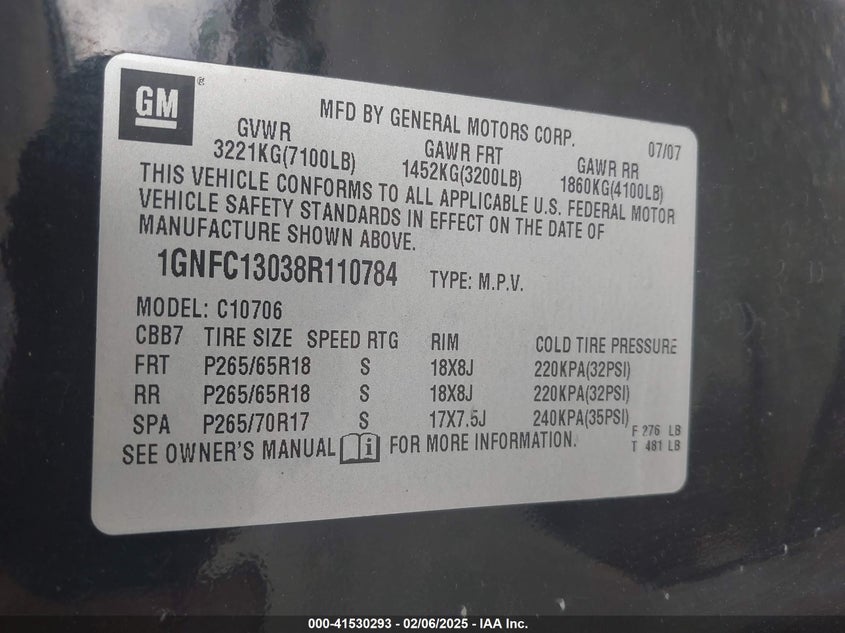 GM ®
MFD BY GENERAL MOTORS CORP. 07/07
GVWR GAWR FRT GAWR RR
3221KG(7100LB) 1452KG(3200LB) 1860KG(4100LB)
THIS VEHICLE CONFORMS TO ALL APPLICABLE U.S. FEDERAL MOTOR
VEHICLE SAFETY STANDARDS IN EFFECT ON THE DATE OF
MANUFACTURE SHOWN ABOVE.
1GNFC13038R110784 TYPE: M.P.V.
MODEL: C10706
CBB7 TIRE SIZE SPEED RTG RIM COLD TIRE PRESSURE
FRT P265/65R18 S 18X8J 220KPA(32PSI)
RR P265/65R18 S 18X8J 220KPA(32PSI)
SPA P265/70R17 S 17X7.5J 240KPA(35PSI)
F 276 LB
SEE OWNER'S MANUAL i FOR MORE INFORMATION. T 481 LB
000-41530293 - 02/06/2025 - IAA Inc.